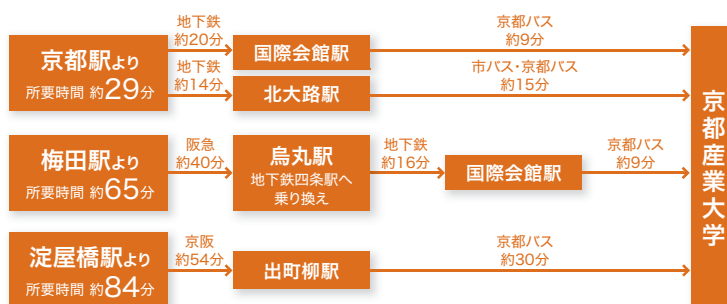 京都駅より
所要時間 約29分
地下鉄
約20分
国際会館駅
京都バス
約9分
地下鉄
約14分
北大路駅
市バス・京都バス
約15分
梅田駅より
所要時間 約65分
阪急
約40分
烏丸駅
地下鉄四条駅へ
乗り換え
地下鉄
約16分
国際会館駅
京都バス
約9分
淀屋橋駅より
所要時間 約84分
京阪
約54分
出町柳駅
京都バス
約30分
京都産業大学